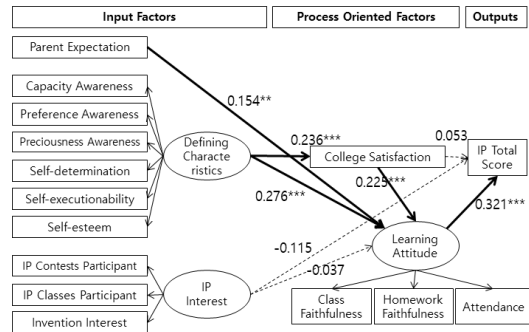 Input Factors
Process Oriented Factors
Outputs
Parent Expectation
Capacity Awareness
Preference Awareness
Preciousness Awareness
Self-determination
Self-executionability
Self-esteem
Defining
Characte
ristics
IP Contests Participant
IP Classes Participant
Invention Interest
IP
Interest
0.154**
0.236***
0.276***
College Satisfaction
0.053
IP Total
Score
0.225***
0.321***
-0.115
-0.037
Learning
Attitude
Class
Faithfulness
Homework
Faithfulness
Attendance